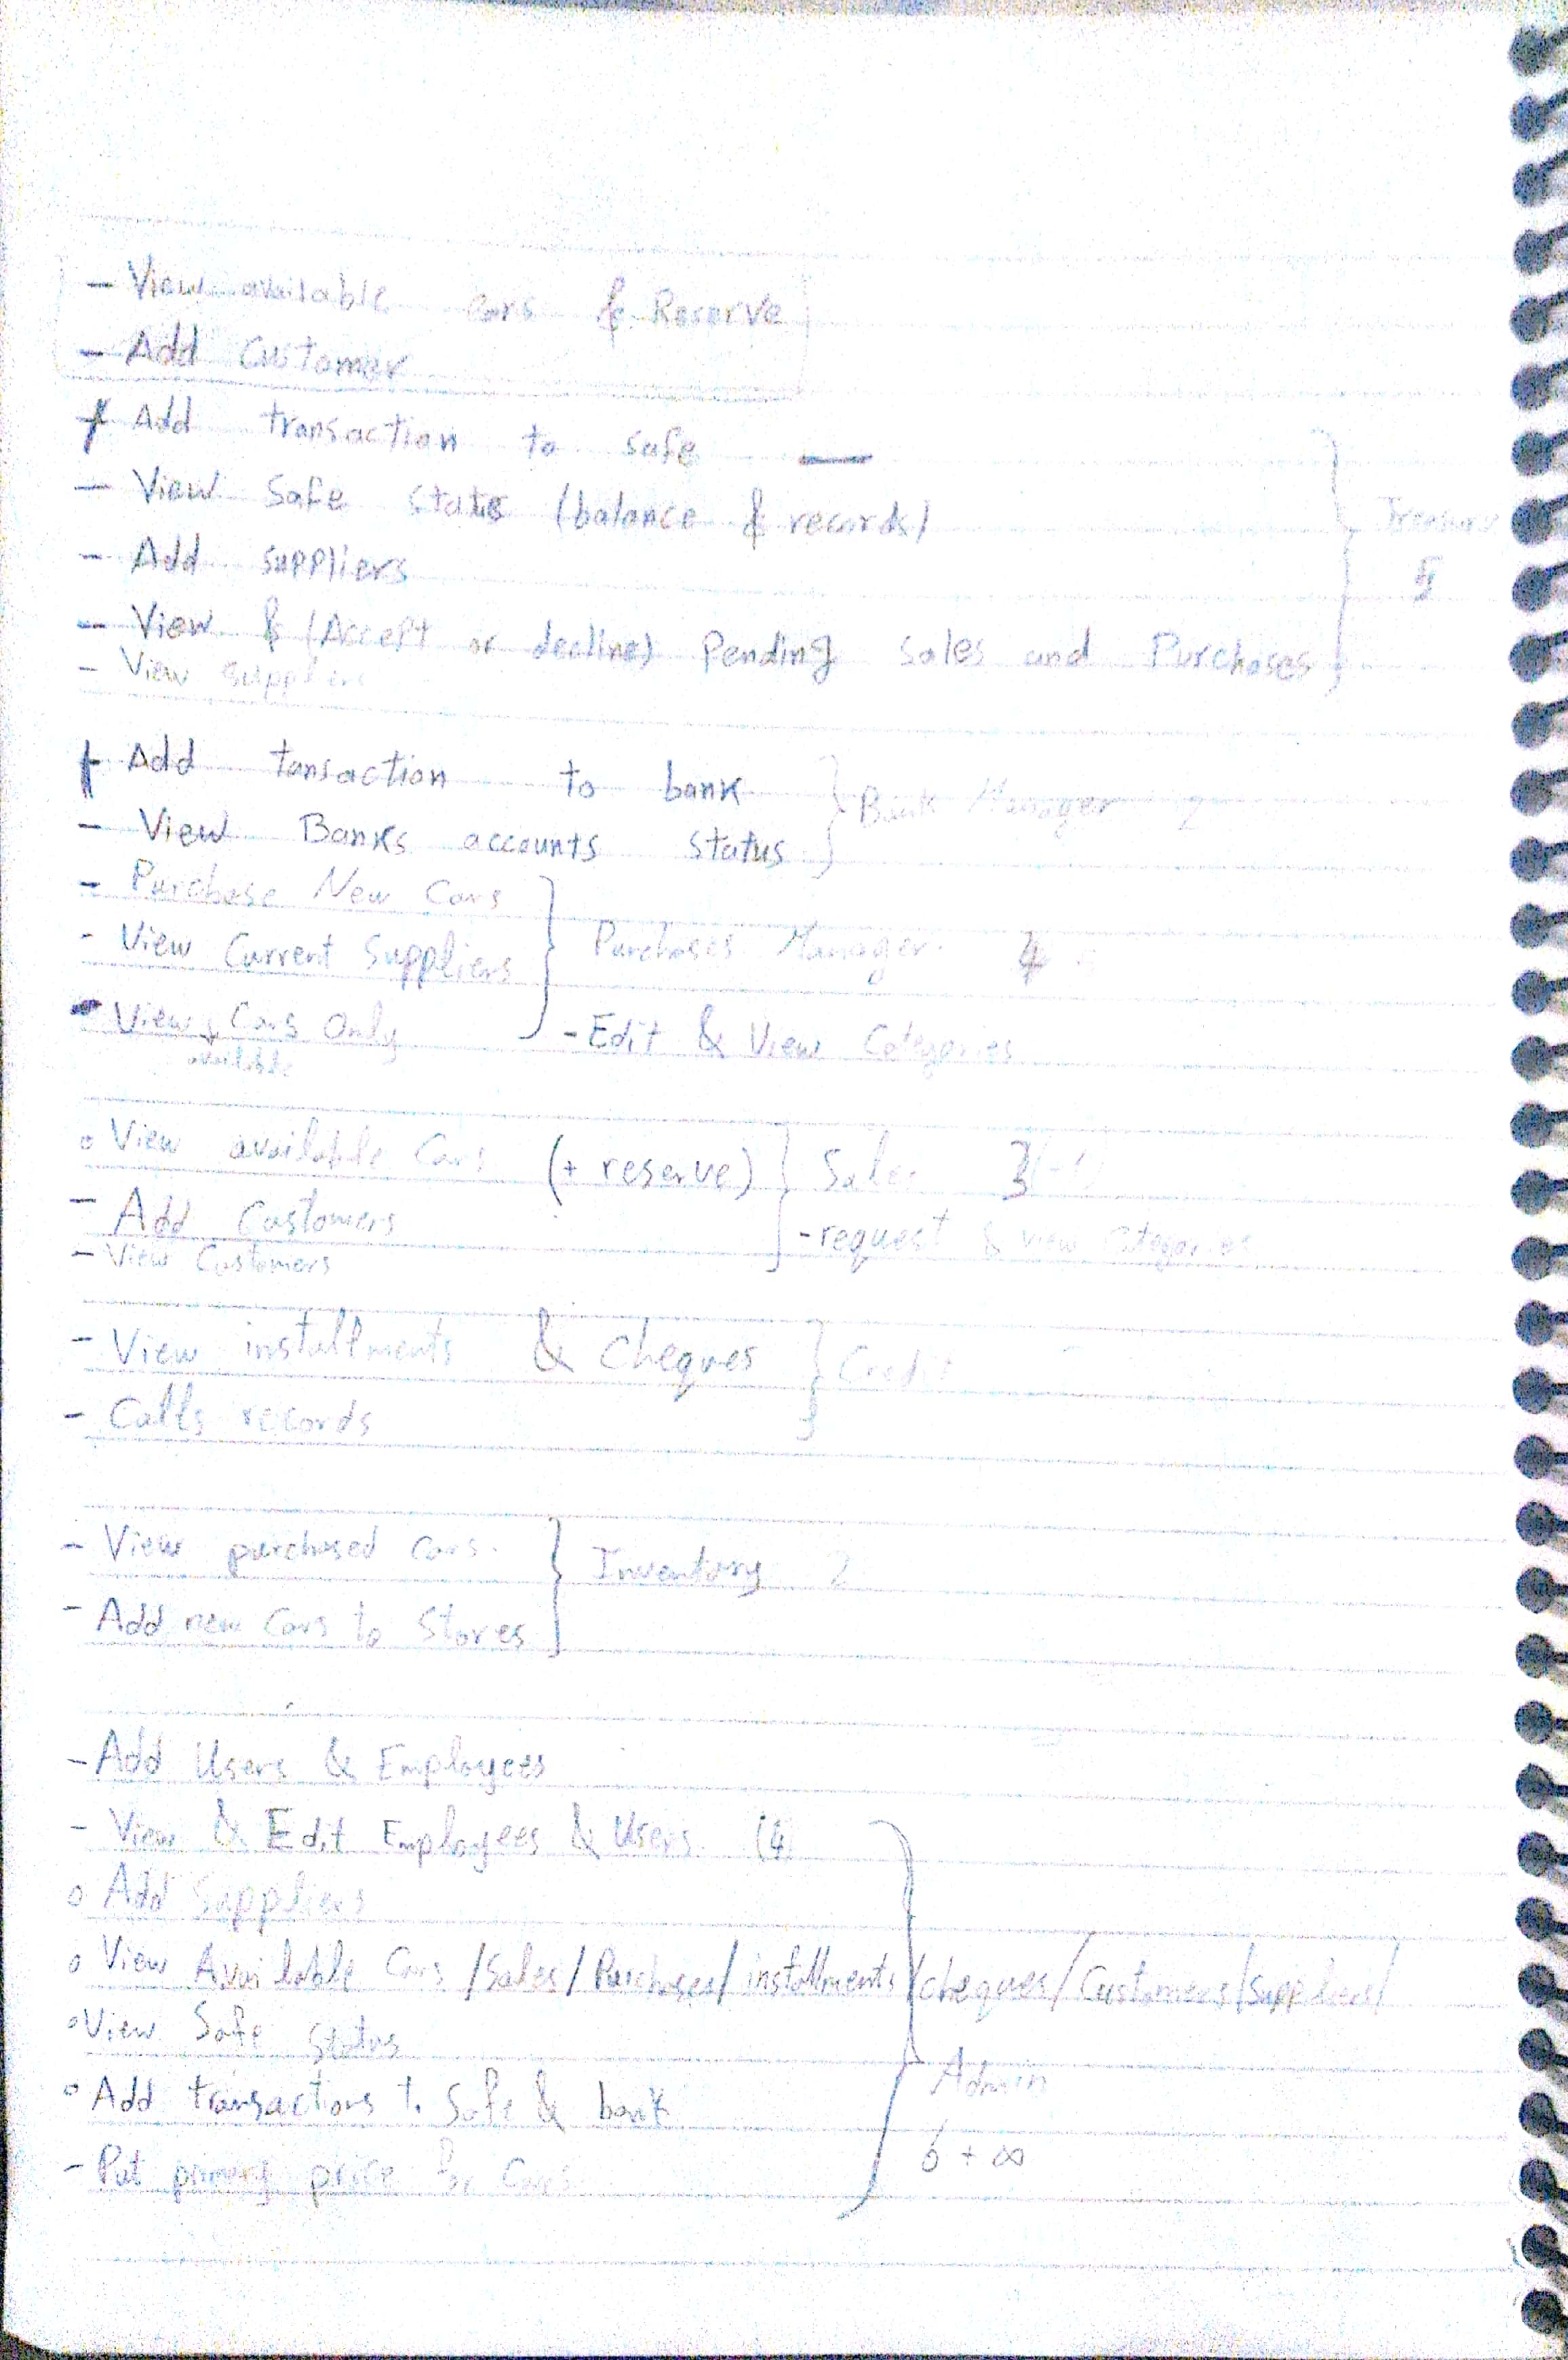 - View available cars & Reserve
- Add Customer
- Add transaction to safe —
- View Safe status (balance & records)
- Add suppliers
- View & (Accept or decline) Pending sales and Purchases } Treasury 5
- View suppliers
- Add tansaction to bank
- View Banks accounts status } Bank Manager 2
- Purchase New Cars
- View Current Suppliers } Purchases Manager 4
- View Cars Only - Edit & View Categories
available
o View available Cars (+ reserve) } Sales 3
- Add Customers - request & view Categories
- View Customers
- View installments & Cheques } Credit
- Calls records
- View purchased Cars. } Inventory 2
- Add new Cars to Stores
- Add Users & Employees
- View & Edit Employees & Users (4)
o Add Suppliers
o View Available Cars /Sales/Purchases/installments/cheques/Customers/Suppliers/
o View Safe Status
o Add transactions to Safe & bank } Admin
- Put primary price for Cars 6 + ∞